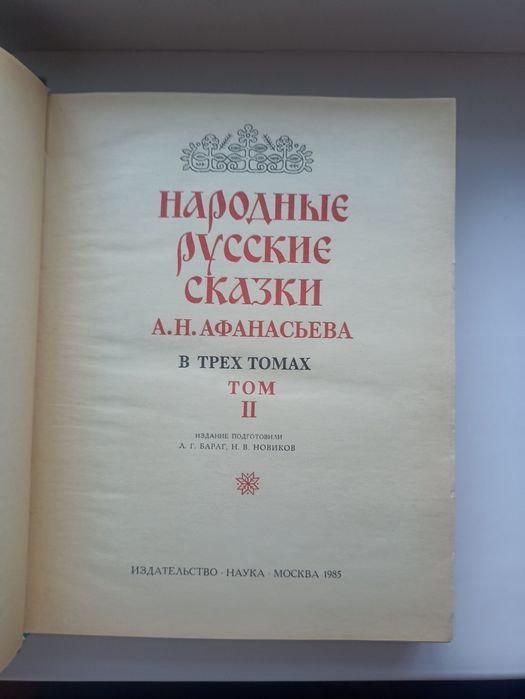 НАРОДНЫЕ
РУССКИЕ
СКАЗКИ
А.Н.АФАНАСЬЕВА
В ТРЕХ ТОМАХ
ТОМ
II
ИЗДАНИЕ ПОДГОТОВИЛИ
Л. Г. БАРАГ, Н. В. НОВИКОВ
ИЗДАТЕЛЬСТВО · НАУКА · МОСКВА 1985